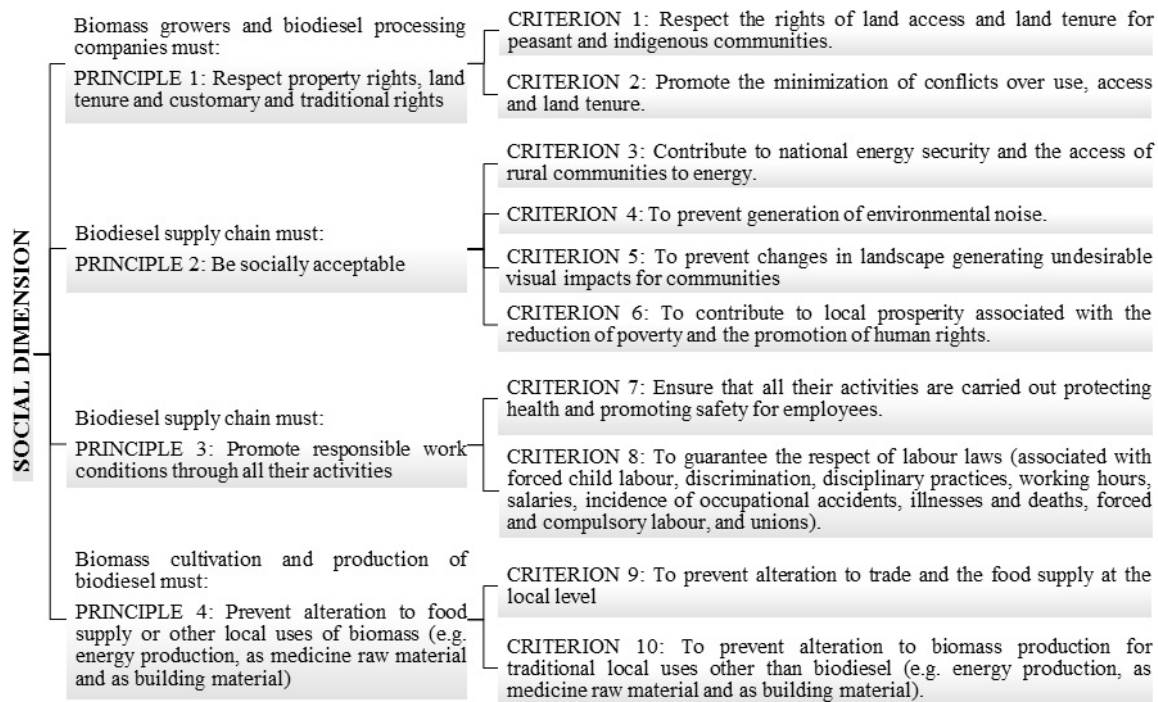 SOCIAL DIMENSION
Biomass growers and biodiesel processing
companies must:
PRINCIPLE 1: Respect property rights, land
tenure and customary and traditional rights
CRITERION 1: Respect the rights of land access and land tenure for
peasant and indigenous communities.
CRITERION 2: Promote the minimization of conflicts over use, access
and land tenure.
Biodiesel supply chain must:
PRINCIPLE 2: Be socially acceptable
CRITERION 3: Contribute to national energy security and the access of
rural communities to energy.
CRITERION 4: To prevent generation of environmental noise.
CRITERION 5: To prevent changes in landscape generating undesirable
visual impacts for communities
CRITERION 6: To contribute to local prosperity associated with the
reduction of poverty and the promotion of human rights.
Biodiesel supply chain must:
PRINCIPLE 3: Promote responsible work
conditions through all their activities
CRITERION 7: Ensure that all their activities are carried out protecting
health and promoting safety for employees.
CRITERION 8: To guarantee the respect of labour laws (associated with
forced child labour, discrimination, disciplinary practices, working hours,
salaries, incidence of occupational accidents, illnesses and deaths, forced
and compulsory labour, and unions).
Biomass cultivation and production of
biodiesel must:
PRINCIPLE 4: Prevent alteration to food
supply or other local uses of biomass (e.g.
energy production, as medicine raw material
and as building material)
CRITERION 9: To prevent alteration to trade and the food supply at the
local level
CRITERION 10: To prevent alteration to biomass production for
traditional local uses other than biodiesel (e.g. energy production, as
medicine raw material and as building material).